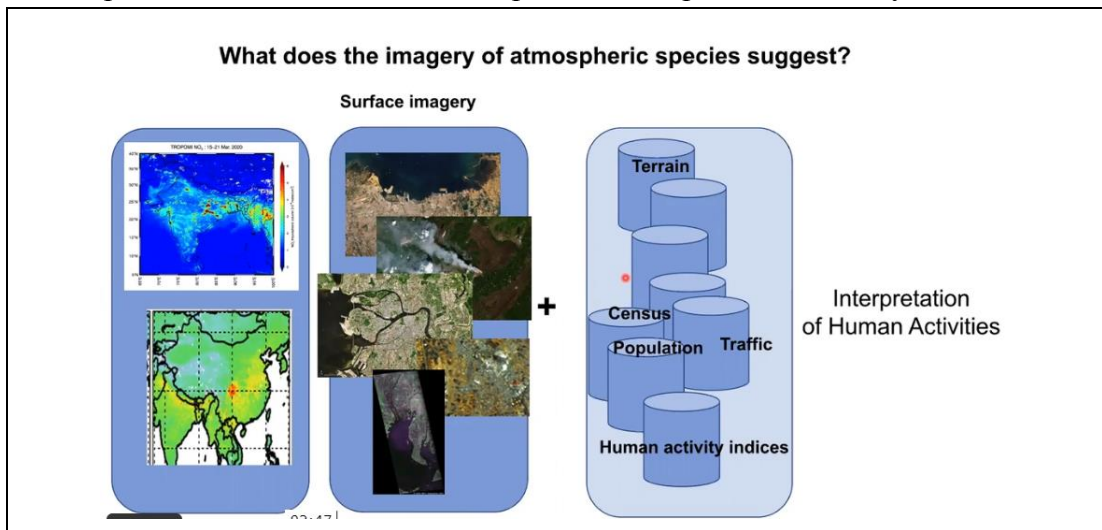 What does the imagery of atmospheric species suggest?
Surface imagery
TROPOMI NO₂ : 15-21 Mar. 2020
Terrain
Census
Population
Traffic
Human activity indices
+
Interpretation
of Human Activities